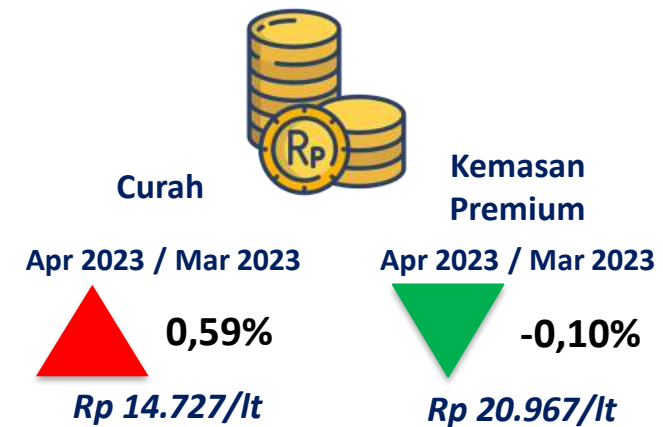 Rp
Curah
Kemasan
Premium
Apr 2023 / Mar 2023
Apr 2023 / Mar 2023
0,59%
-0,10%
Rp 14.727/lt
Rp 20.967/lt